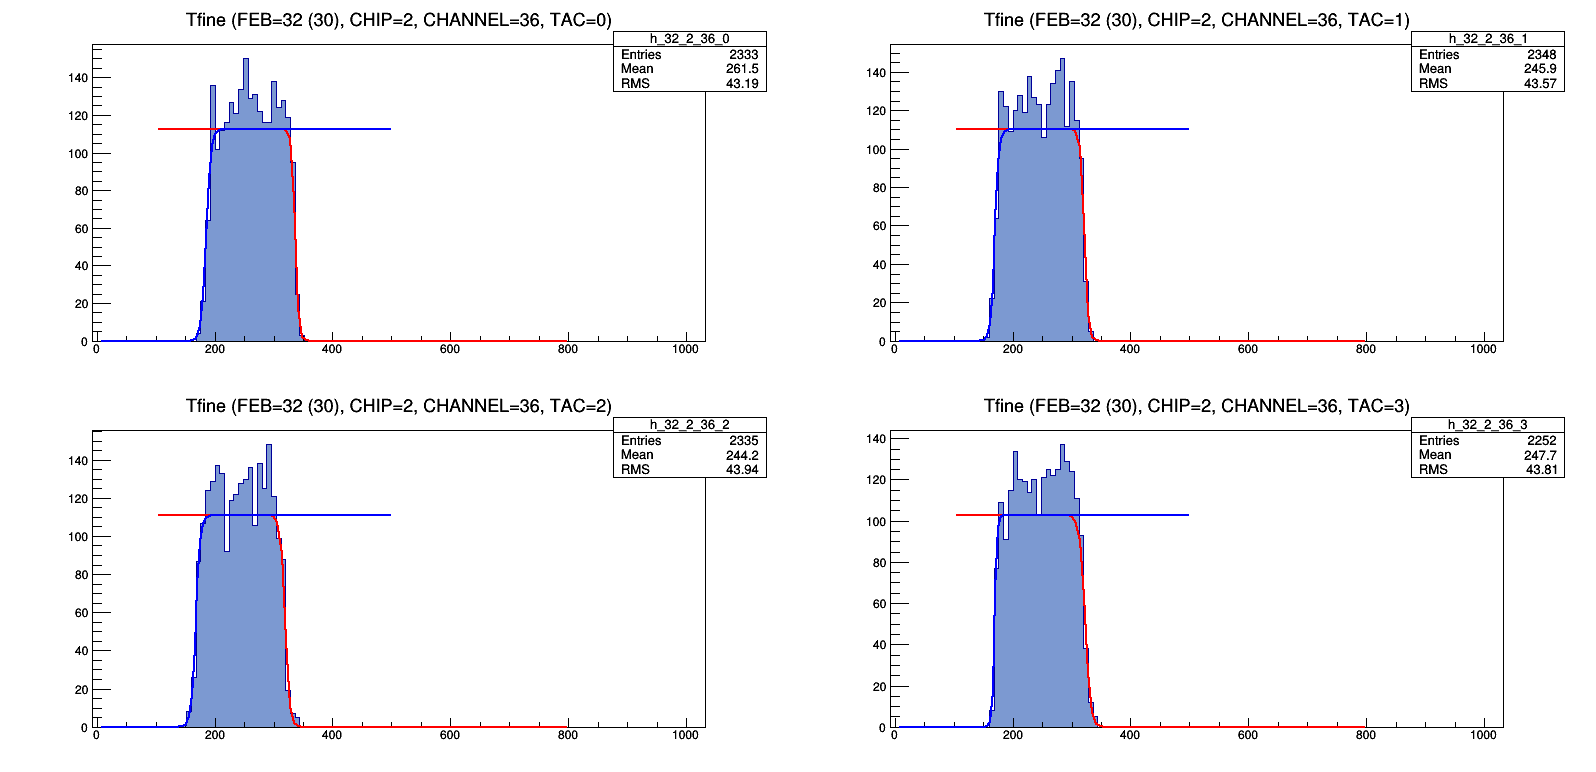 Tfine (FEB=32 (30), CHIP=2, CHANNEL=36, TAC=0)
h_32_2_36_0
Entries 2333
Mean 261.5
RMS 43.19
140
120
100
80
60
40
20
0
0 200 400 600 800 1000
Tfine (FEB=32 (30), CHIP=2, CHANNEL=36, TAC=1)
h_32_2_36_1
Entries 2348
Mean 245.9
RMS 43.57
140
120
100
80
60
40
20
0
0 200 400 600 800 1000
Tfine (FEB=32 (30), CHIP=2, CHANNEL=36, TAC=2)
h_32_2_36_2
Entries 2335
Mean 244.2
RMS 43.94
140
120
100
80
60
40
20
0
0 200 400 600 800 1000
Tfine (FEB=32 (30), CHIP=2, CHANNEL=36, TAC=3)
h_32_2_36_3
Entries 2252
Mean 247.7
RMS 43.81
140
120
100
80
60
40
20
0
0 200 400 600 800 1000